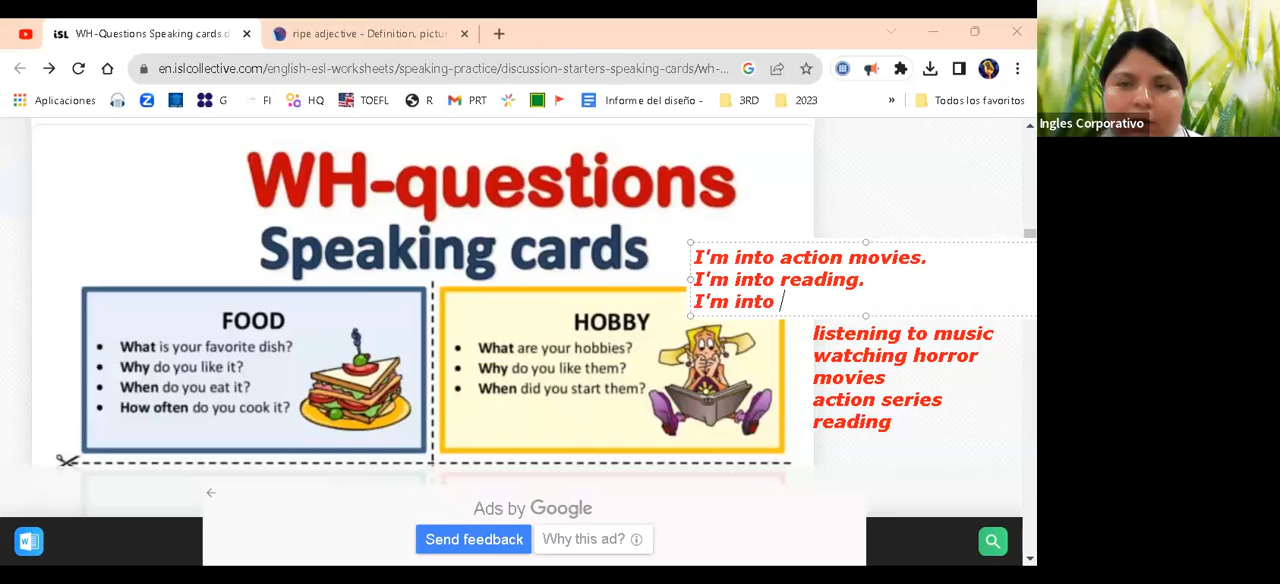 WH-Questions Speaking cards d
ripe adjective - Definition, pictur
en.islcollective.com/english-esl-worksheets/speaking-practice/discussion-starters-speaking-cards/wh-...
Aplicaciones
G
FI
HQ
TOEFL
R
PRT
Informe del diseño -
3RD
2023
»
Todos los favoritos
Ingles Corporativo
WH-questions
Speaking cards
I'm into action movies.
I'm into reading.
I'm into
FOOD
What is your favorite dish?
Why do you like it?
When do you eat it?
How often do you cook it?
HOBBY
What are your hobbies?
Why do you like them?
When did you start them?
listening to music
watching horror
movies
action series
reading
Ads by Google
Send feedback
Why this ad?